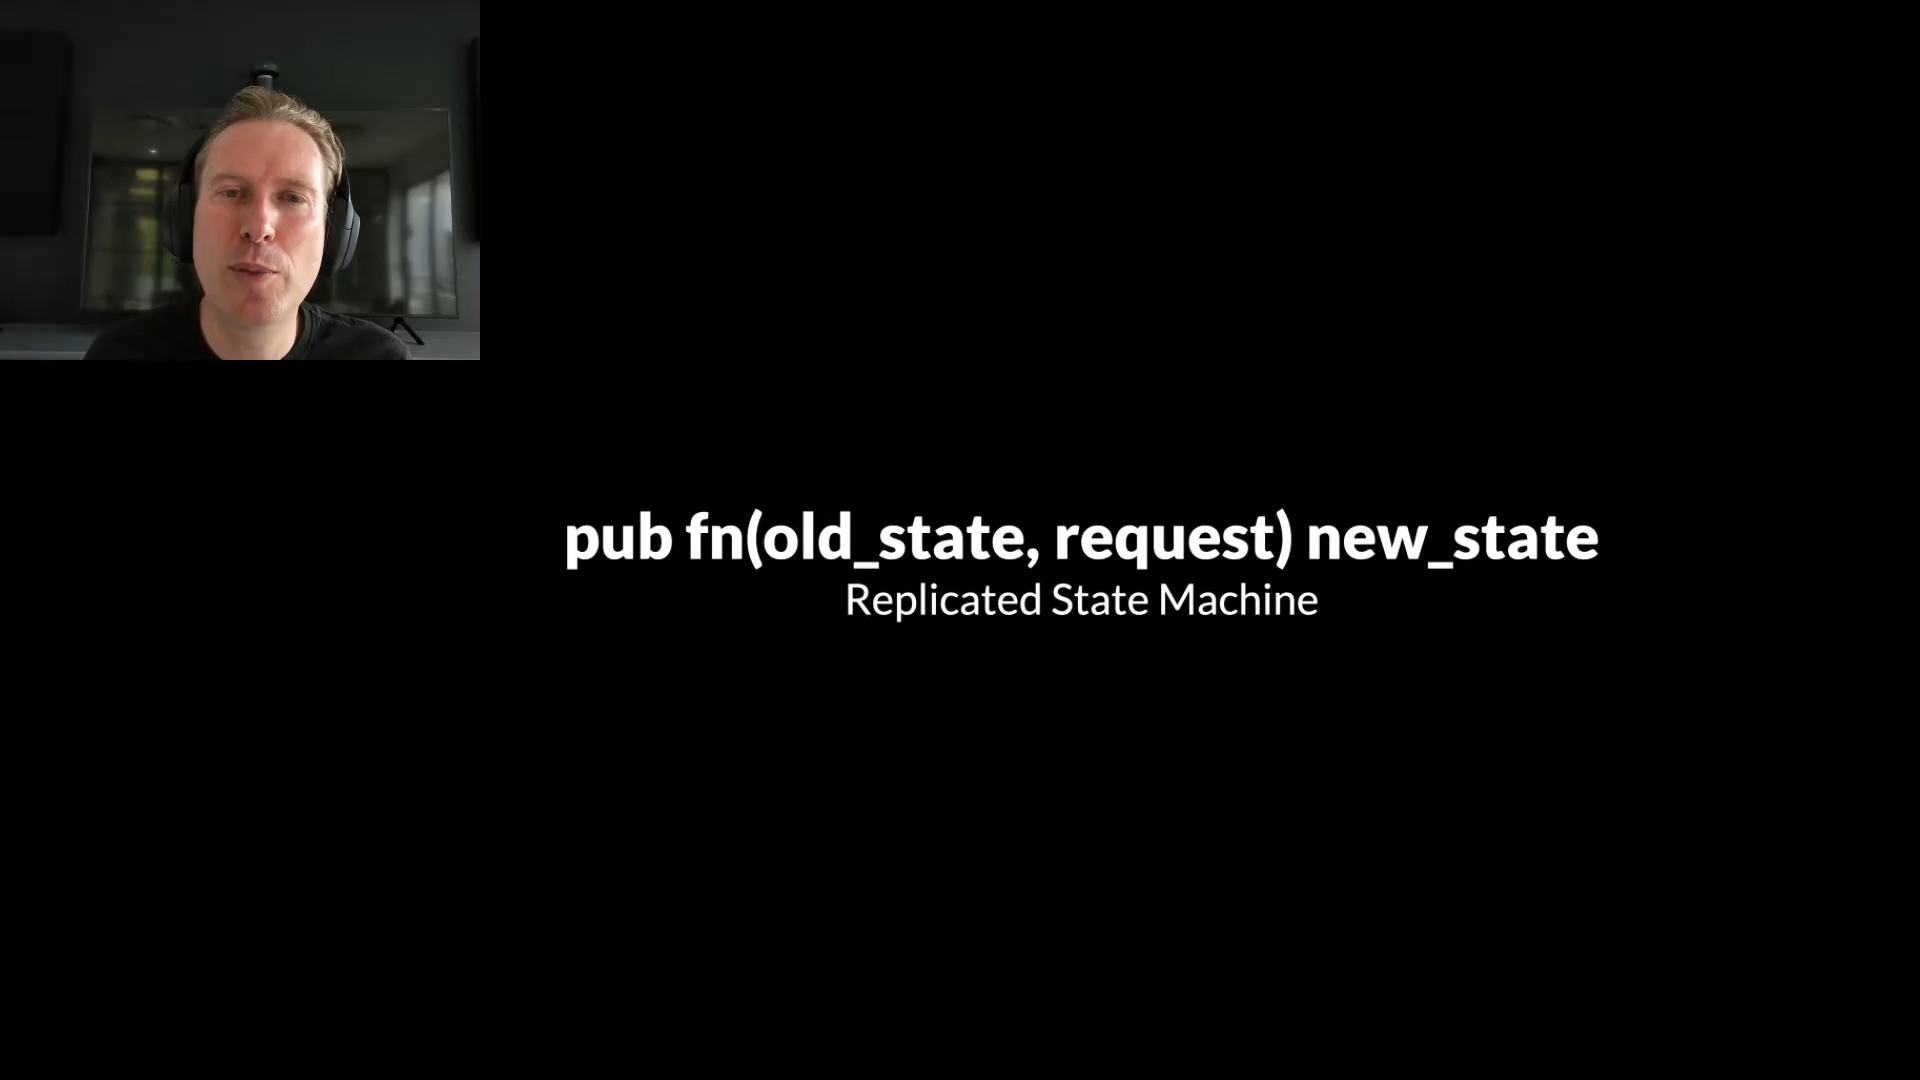 pub fn(old_state, request) new_state
Replicated State Machine